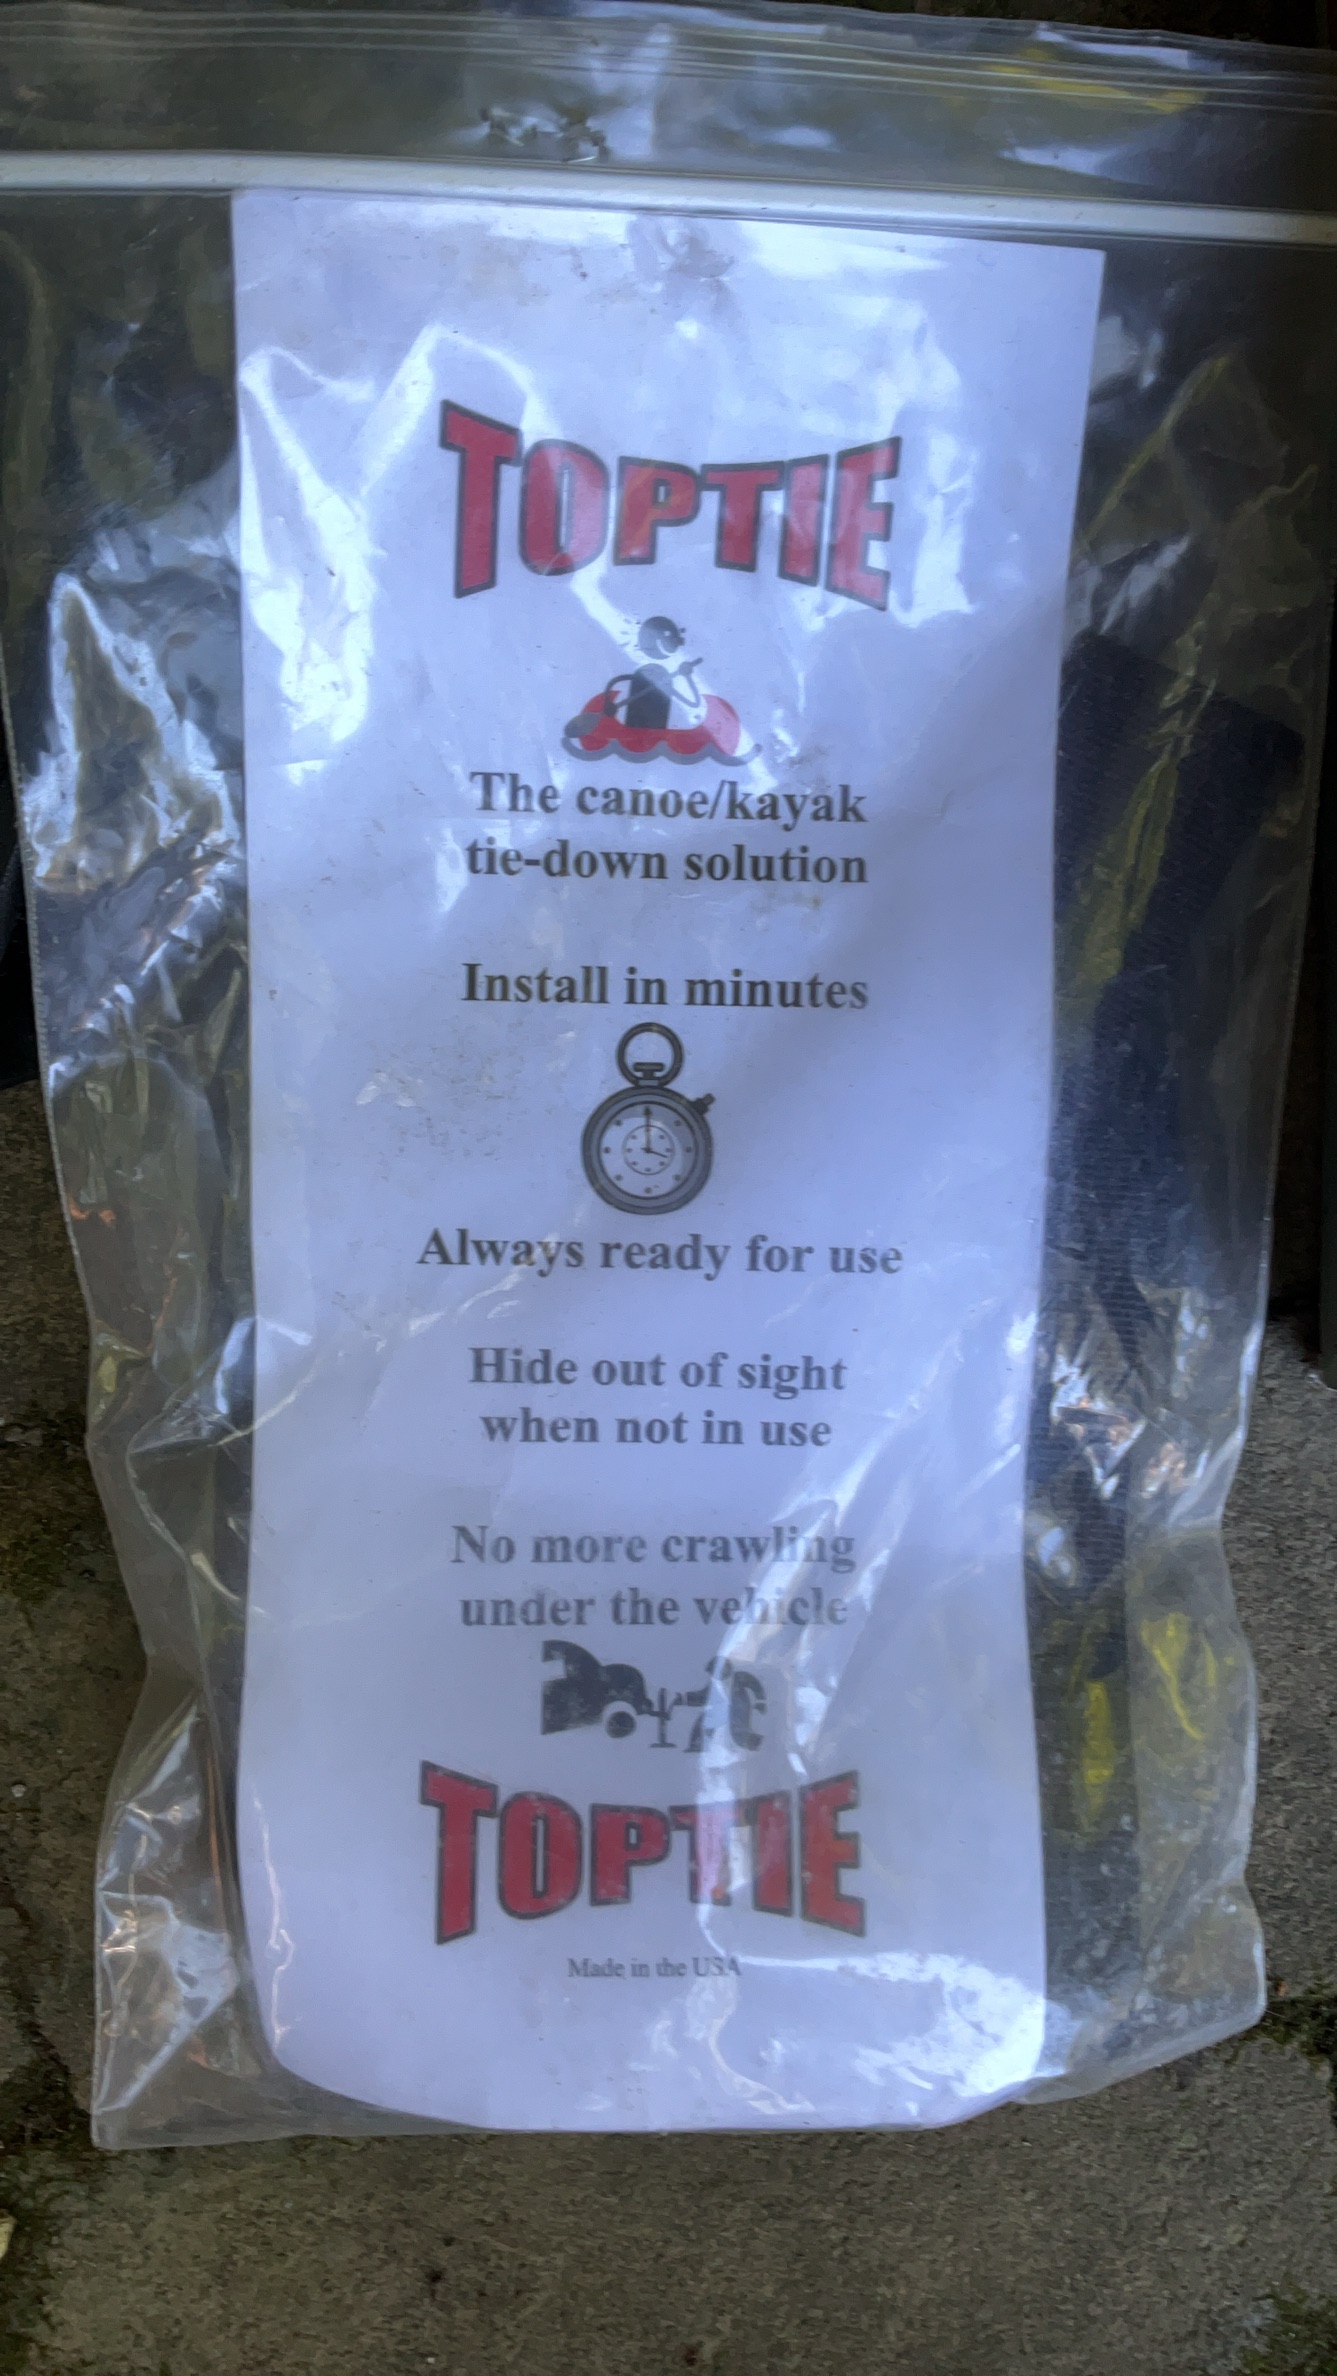 TOPTIE
The canoe/kayak
tie-down solution
Install in minutes
Always ready for use
Hide out of sight
when not in use
No more crawling
under the vehicle
TOPTIE
Made in the USA